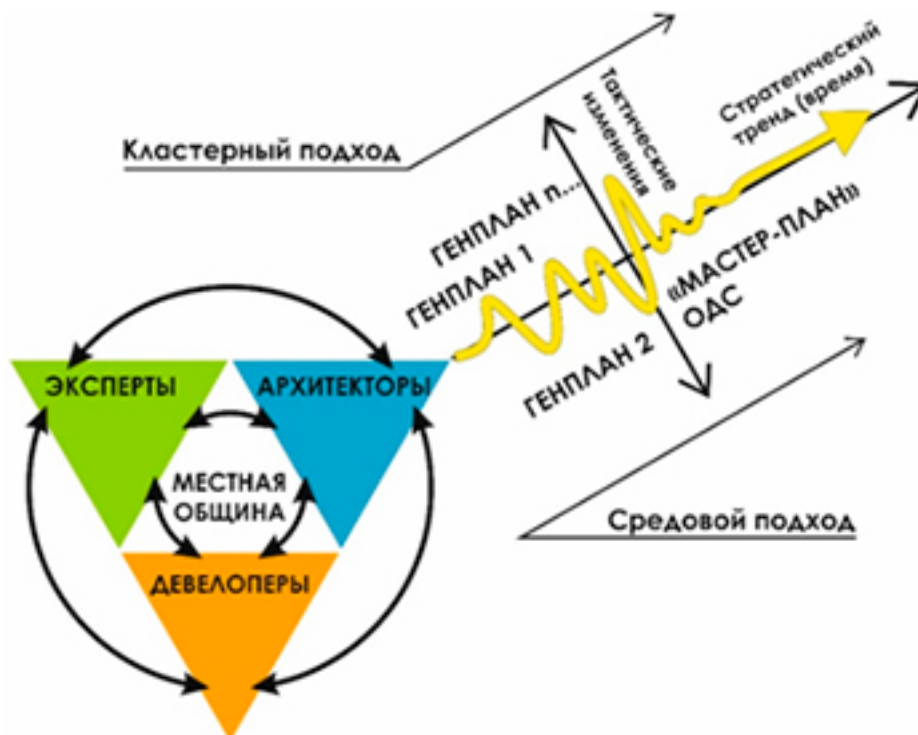 Тактические
изменения
Стратегический
тренд (время)
Кластерный подход
ГЕНПЛАН n...
ГЕНПЛАН 1
«МАСТЕР-ПЛАН»
ОДС
ГЕНПЛАН 2
ЭКСПЕРТЫ
АРХИТЕКТОРЫ
МЕСТНАЯ
ОБЩИНА
Средовой подход
ДЕВЕЛОПЕРЫ